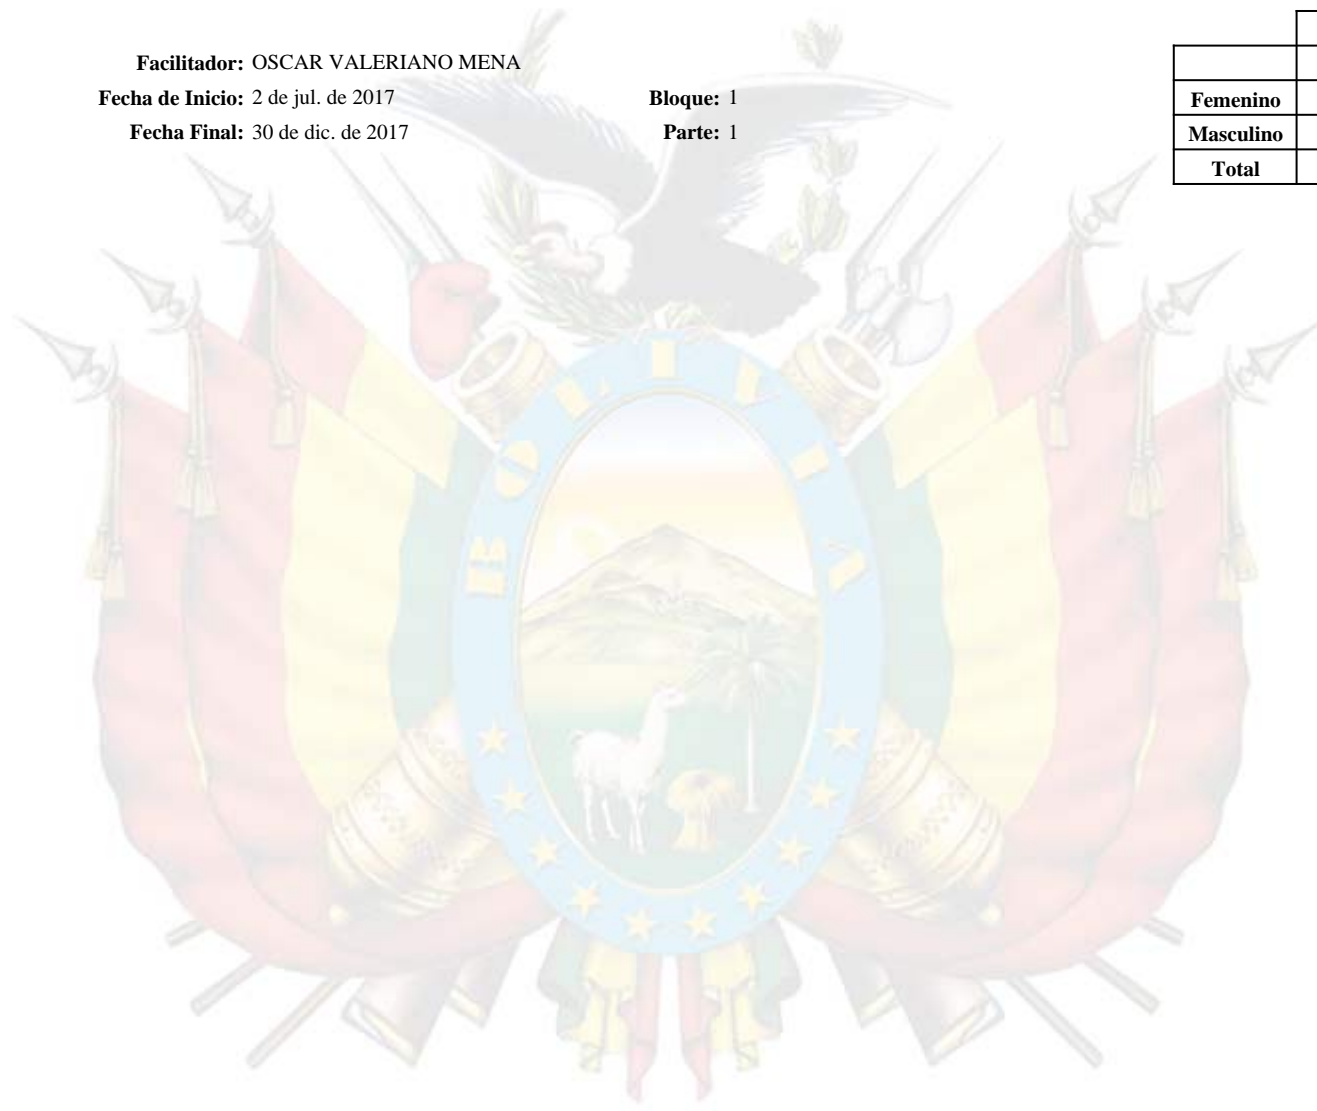 Facilitador: OSCAR VALERIANO MENA
Fecha de Inicio: 2 de jul. de 2017 Bloque: 1
Fecha Final: 30 de dic. de 2017 Parte: 1
Femenino
Masculino
Total
BOLIVIA